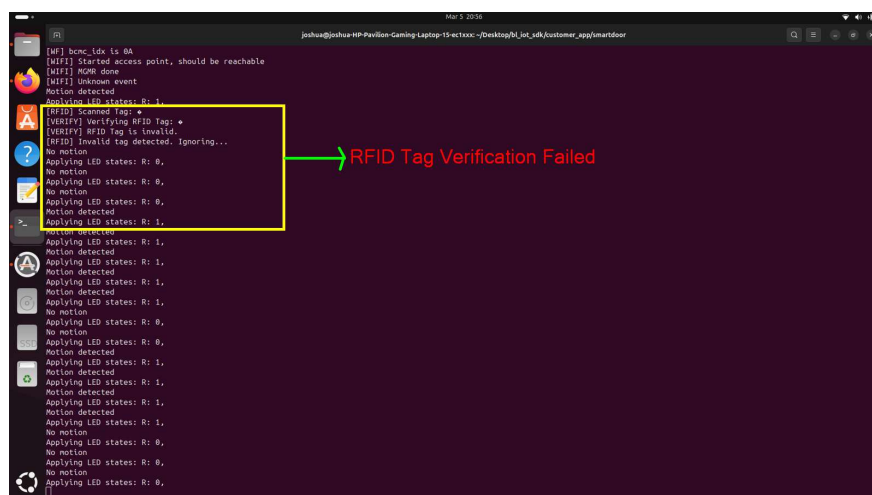 Mar 5 20:56
joshua@joshua-HP-Pavilion-Gaming-Laptop-15-ec1xxx: ~/Desktop/bl_iot_sdk/customer_app/smartdoor
[WF] bcmc_idx is 0A
[WIFI] Started access point, should be reachable
[WIFI] MGMR done
[WIFI] Unknown event
Motion detected
Applying LED states: R: 1,
[RFID] Scanned Tag: �
[VERIFY] Verifying RFID Tag: �
[VERIFY] RFID Tag is invalid.
[RFID] Invalid tag detected. Ignoring...
No motion
Applying LED states: R: 0,
No motion
Applying LED states: R: 0,
No motion
Applying LED states: R: 0,
Motion detected
Applying LED states: R: 1,
RFID Tag Verification Failed
Motion detected
Applying LED states: R: 1,
Motion detected
Applying LED states: R: 1,
Motion detected
Applying LED states: R: 1,
Motion detected
Applying LED states: R: 1,
No motion
Applying LED states: R: 0,
No motion
Applying LED states: R: 0,
Motion detected
Applying LED states: R: 1,
Motion detected
Applying LED states: R: 1,
Motion detected
Applying LED states: R: 1,
Motion detected
Applying LED states: R: 1,
No motion
Applying LED states: R: 0,
No motion
Applying LED states: R: 0,
No motion
Applying LED states: R: 0,
SSD